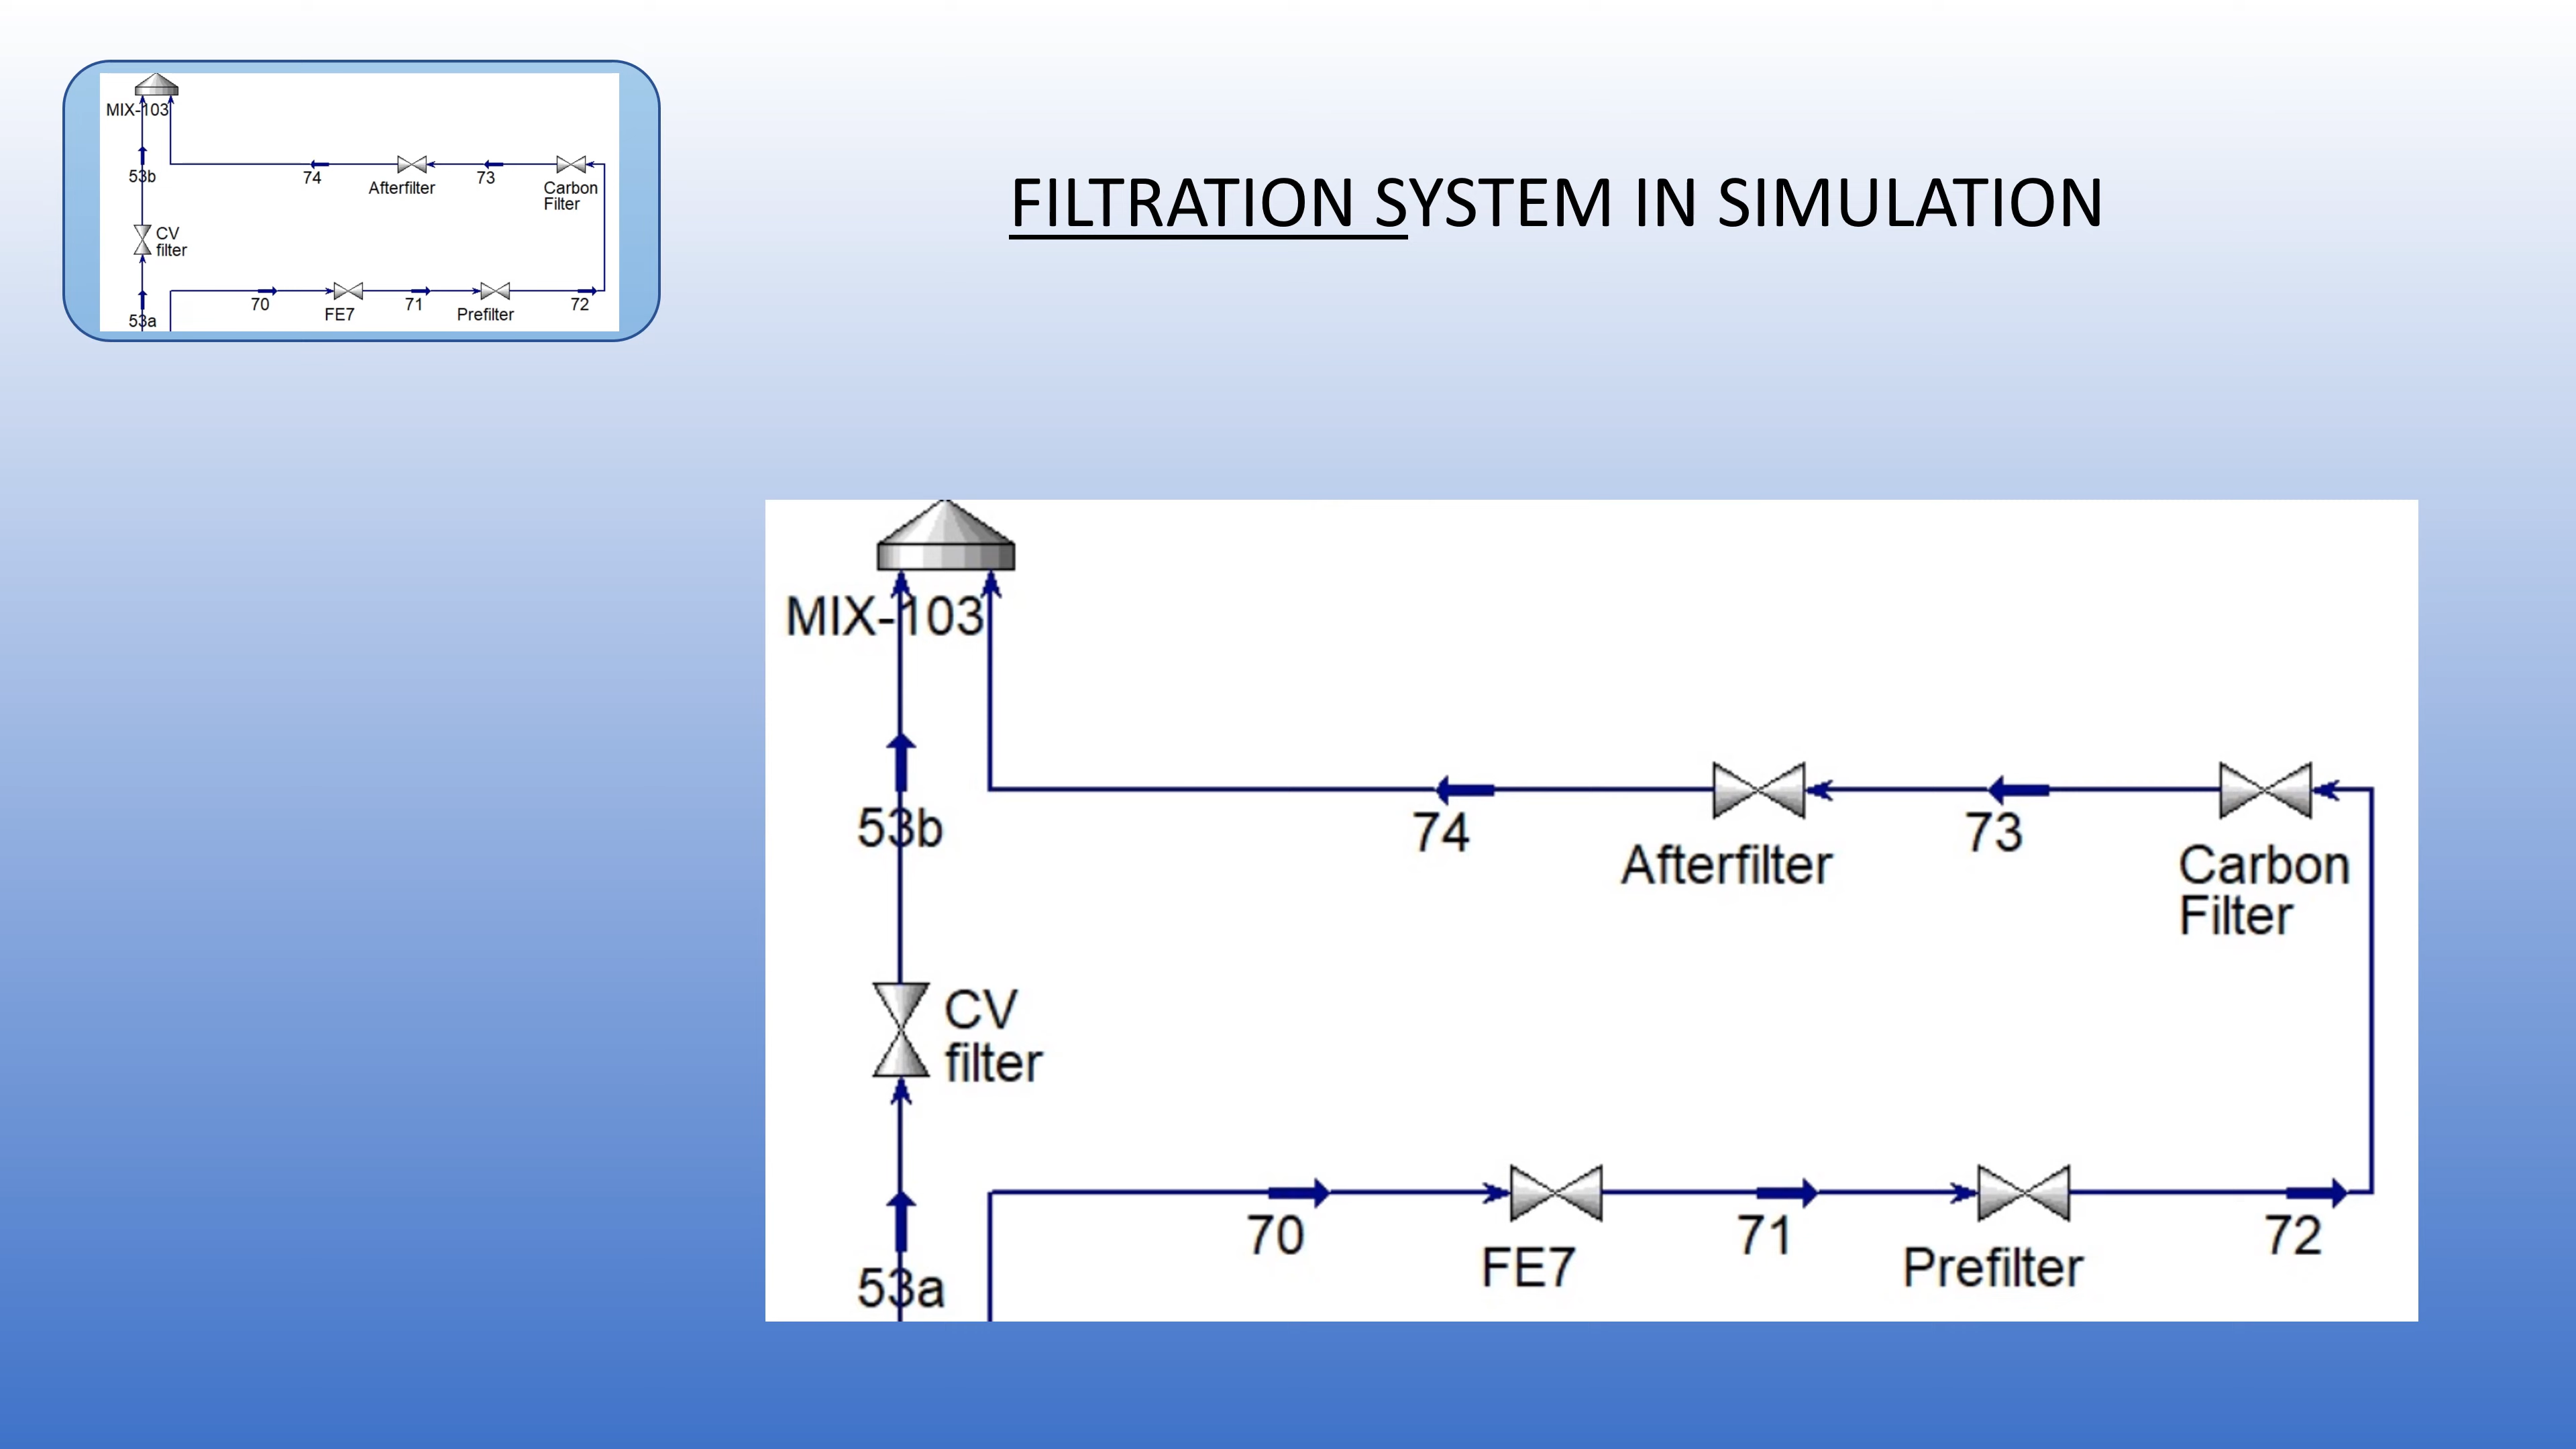 MIX-103
53b
74
Afterfilter
73
Carbon
Filter
CV
filter
70
FE7
71
Prefilter
72
53a
FILTRATION SYSTEM IN SIMULATION
MIX-103
53b
74
Afterfilter
73
Carbon
Filter
CV
filter
70
FE7
71
Prefilter
72
53a